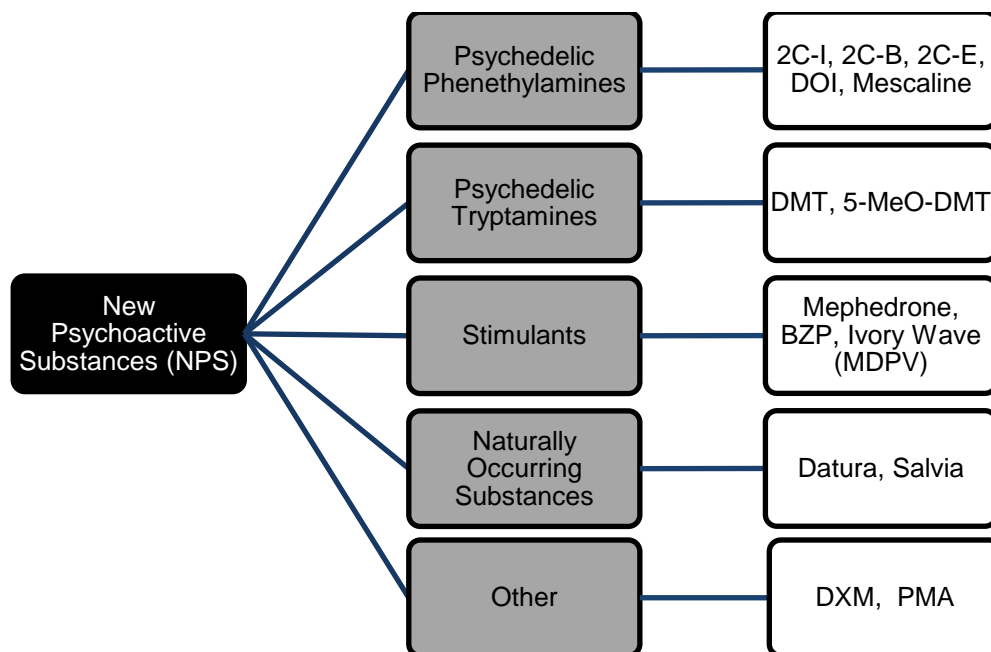 New
Psychoactive
Substances (NPS)
Psychedelic
Phenethylamines
2C-I, 2C-B, 2C-E,
DOI, Mescaline
Psychedelic
Tryptamines
DMT, 5-MeO-DMT
Stimulants
Mephedrone,
BZP, Ivory Wave
(MDPV)
Naturally
Occurring
Substances
Datura, Salvia
Other
DXM,  PMA